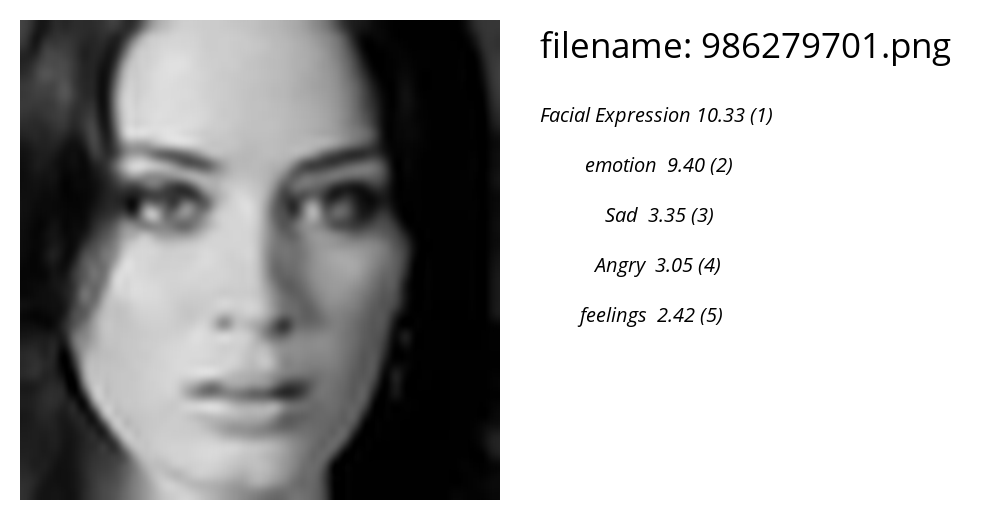 filename: 986279701.png
Facial Expression 10.33 (1)
emotion 9.40 (2)
Sad 3.35 (3)
Angry 3.05 (4)
feelings 2.42 (5)